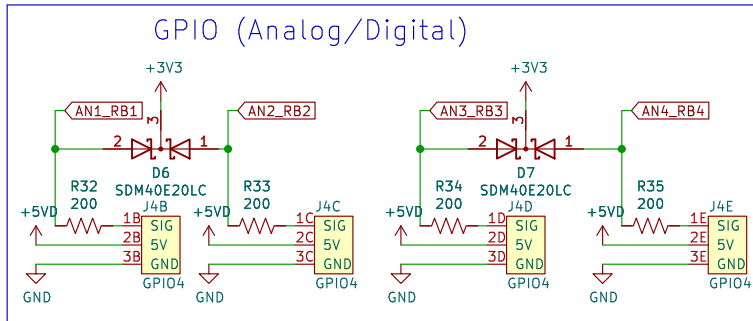 GPIO (Analog/Digital)
+3V3
+3V3
AN1_RB1
AN2_RB2
AN3_RB3
AN4_RB4
3
3
2
1
2
1
D6
SDM40E20LC
D7
SDM40E20LC
R32
200
R33
200
R34
200
R35
200
J4B
J4C
J4D
J4E
+5VD
+5VD
+5VD
+5VD
1B
SIG
1C
SIG
1D
SIG
1E
SIG
2B
5V
2C
5V
2D
5V
2E
5V
3B
GND
3C
GND
3D
GND
3E
GND
GND
GPIO4
GND
GPIO4
GND
GPIO4
GND
GPIO4